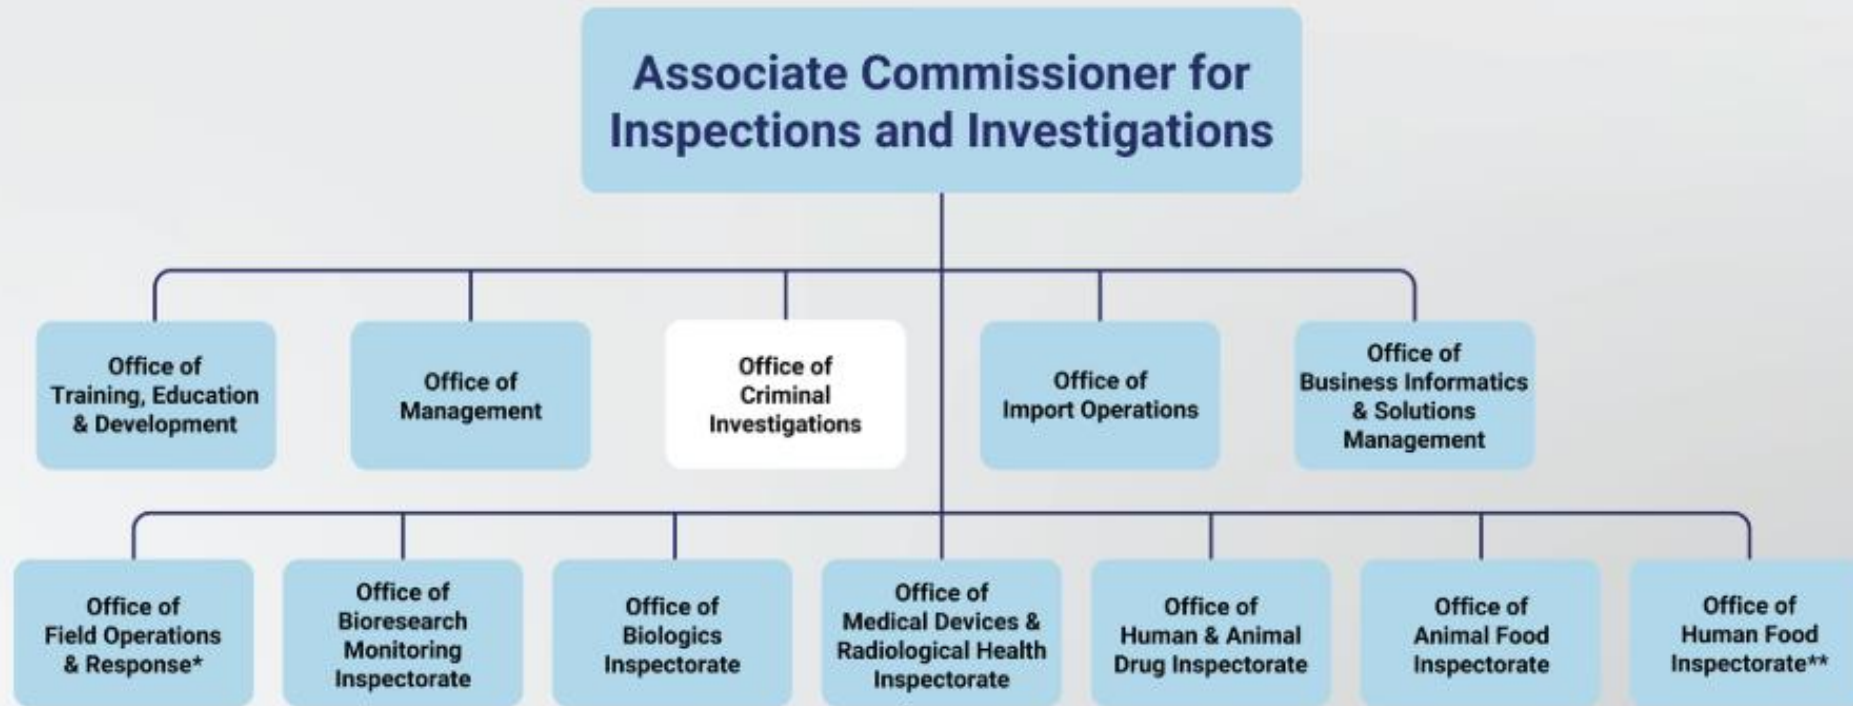 Associate Commissioner for
Inspections and Investigations
Office of
Training, Education
& Development
Office of
Management
Office of
Criminal
Investigations
Office of
Import Operations
Office of
Business Informatics
& Solutions
Management
Office of
Field Operations
& Response*
Office of
Bioresearch
Monitoring
Inspectorate
Office of
Biologics
Inspectorate
Office of
Medical Devices &
Radiological Health
Inspectorate
Office of
Human & Animal
Drug Inspectorate
Office of
Animal Food
Inspectorate
Office of
Human Food
Inspectorate**